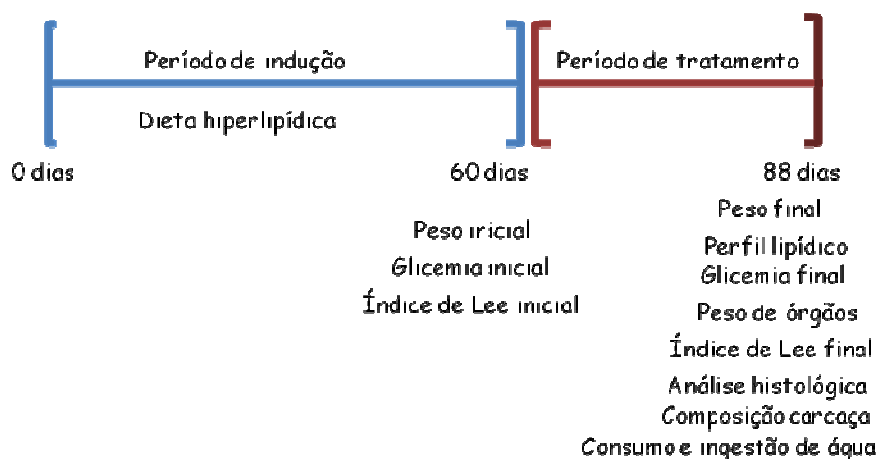 Período de indução
Período de tratamento
Dieta hiperlipídica
0 dias
60 dias
88 dias
Peso iricial
Glicemia inicial
Índice de Lee inicial
Peso final
Perfil lipídico
Glicemia final
Peso de órgãos
Índice de Lee final
Análise histológica
Composição carcaça
Consumo e ingestão de água